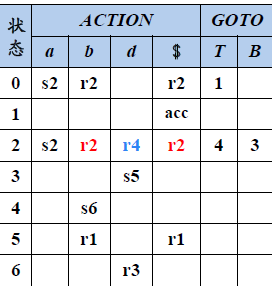 状态 ACTION GOTO
a b d $ T B
0 s2 r2 r2 1
1 acc
2 s2 r2 r4 r2 4 3
3 s5
4 s6
5 r1 r1
6 r3